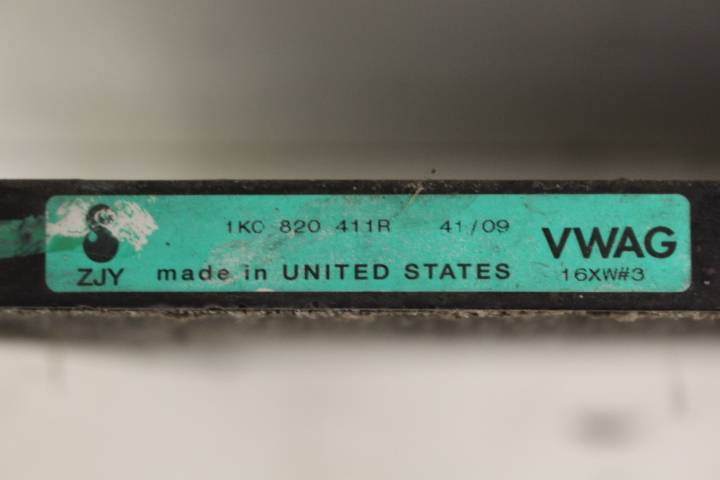 1K0 820 411R 41/09
VWAG
ZJY made in UNITED STATES
16XW#3